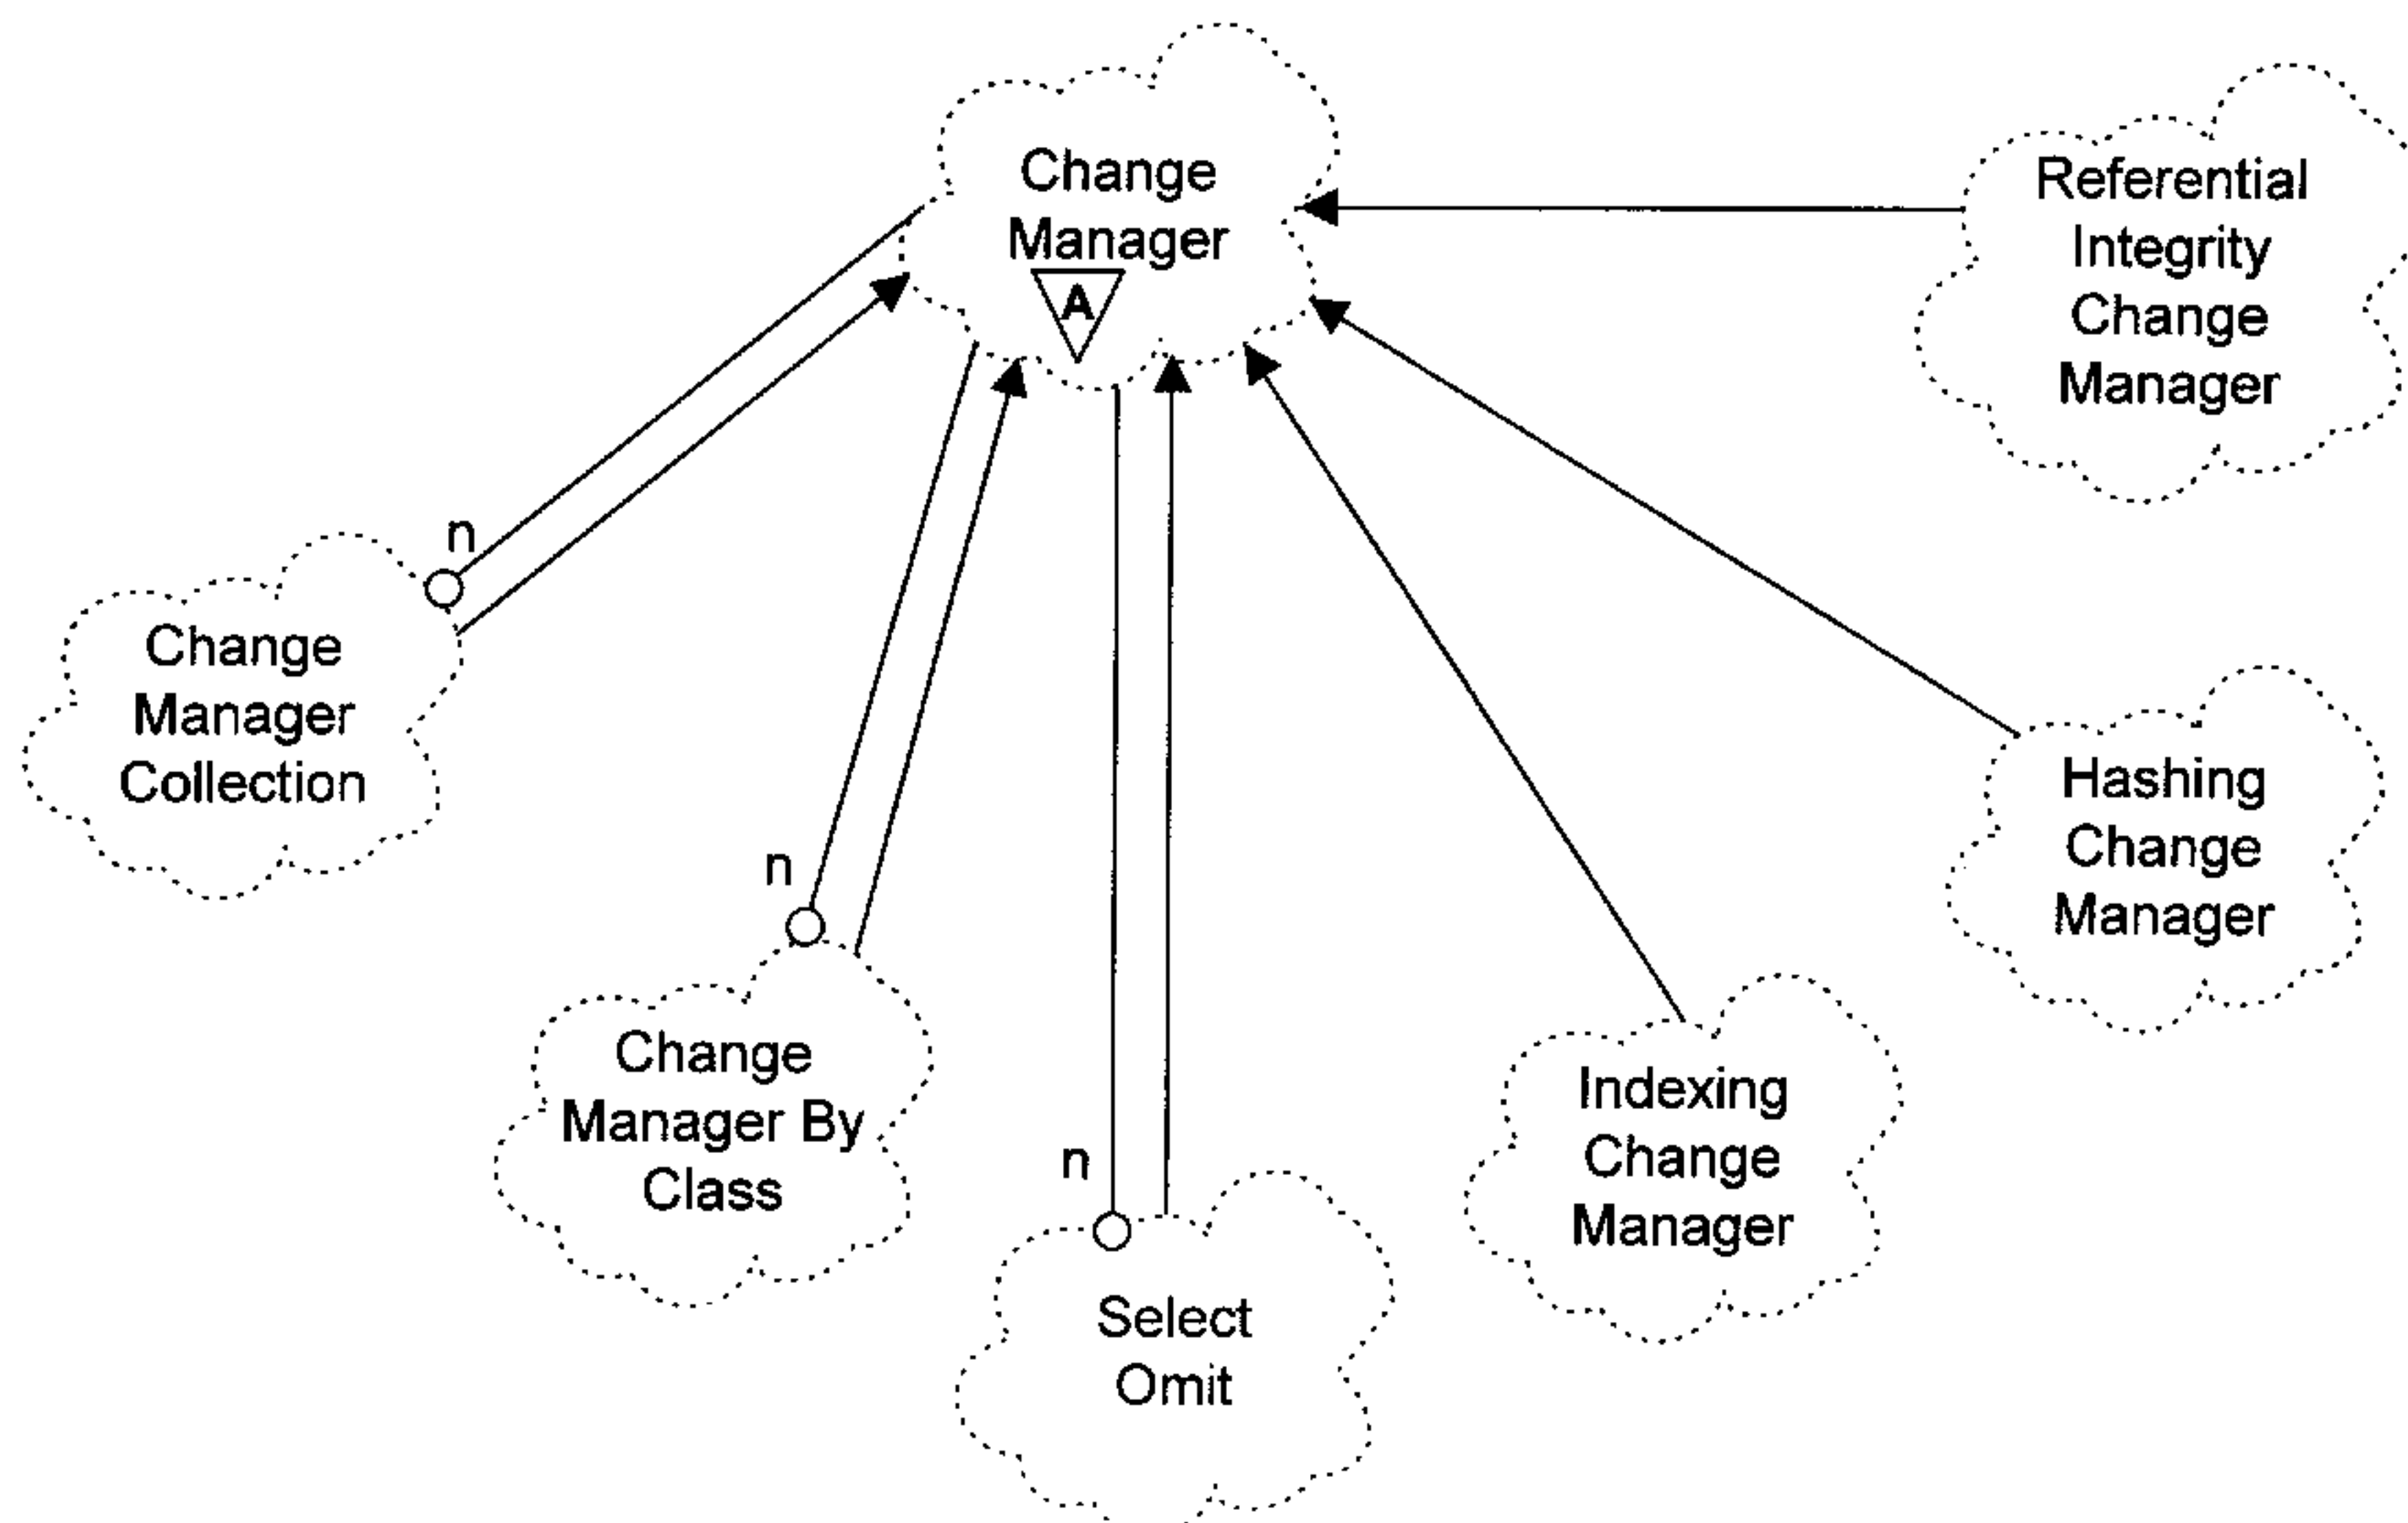 Change
Manager
A
Referential
Integrity
Change
Manager
n
Change
Manager
Collection
Hashing
Change
Manager
n
Change
Manager By
Class
Indexing
Change
Manager
n
Select
Omit